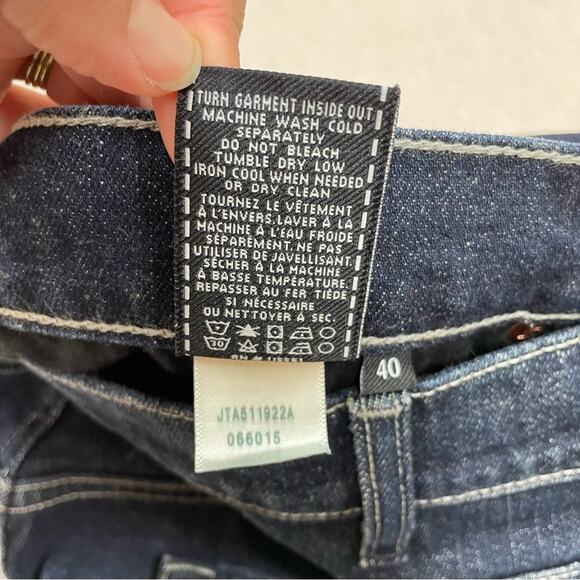 TURN GARMENT INSIDE OUT
MACHINE WASH COLD
SEPARATELY
DO NOT BLEACH
TUMBLE DRY LOW
IRON COOL WHEN NEEDED
OR DRY CLEAN
TOURNEZ LE VÊTEMENT
À L'ENVERS. LAVER À LA
MACHINE À L'EAU FROIDE
SÉPARÉMENT. NE PAS
UTILISER DE JAVELLISANT.
SÉCHER À LA MACHINE
À BASSE TEMPÉRATURE.
REPASSER AU FER TIÈDE
SI NÉCESSAIRE
OU NETTOYER À SEC.
30
40
JTA511922A
066015